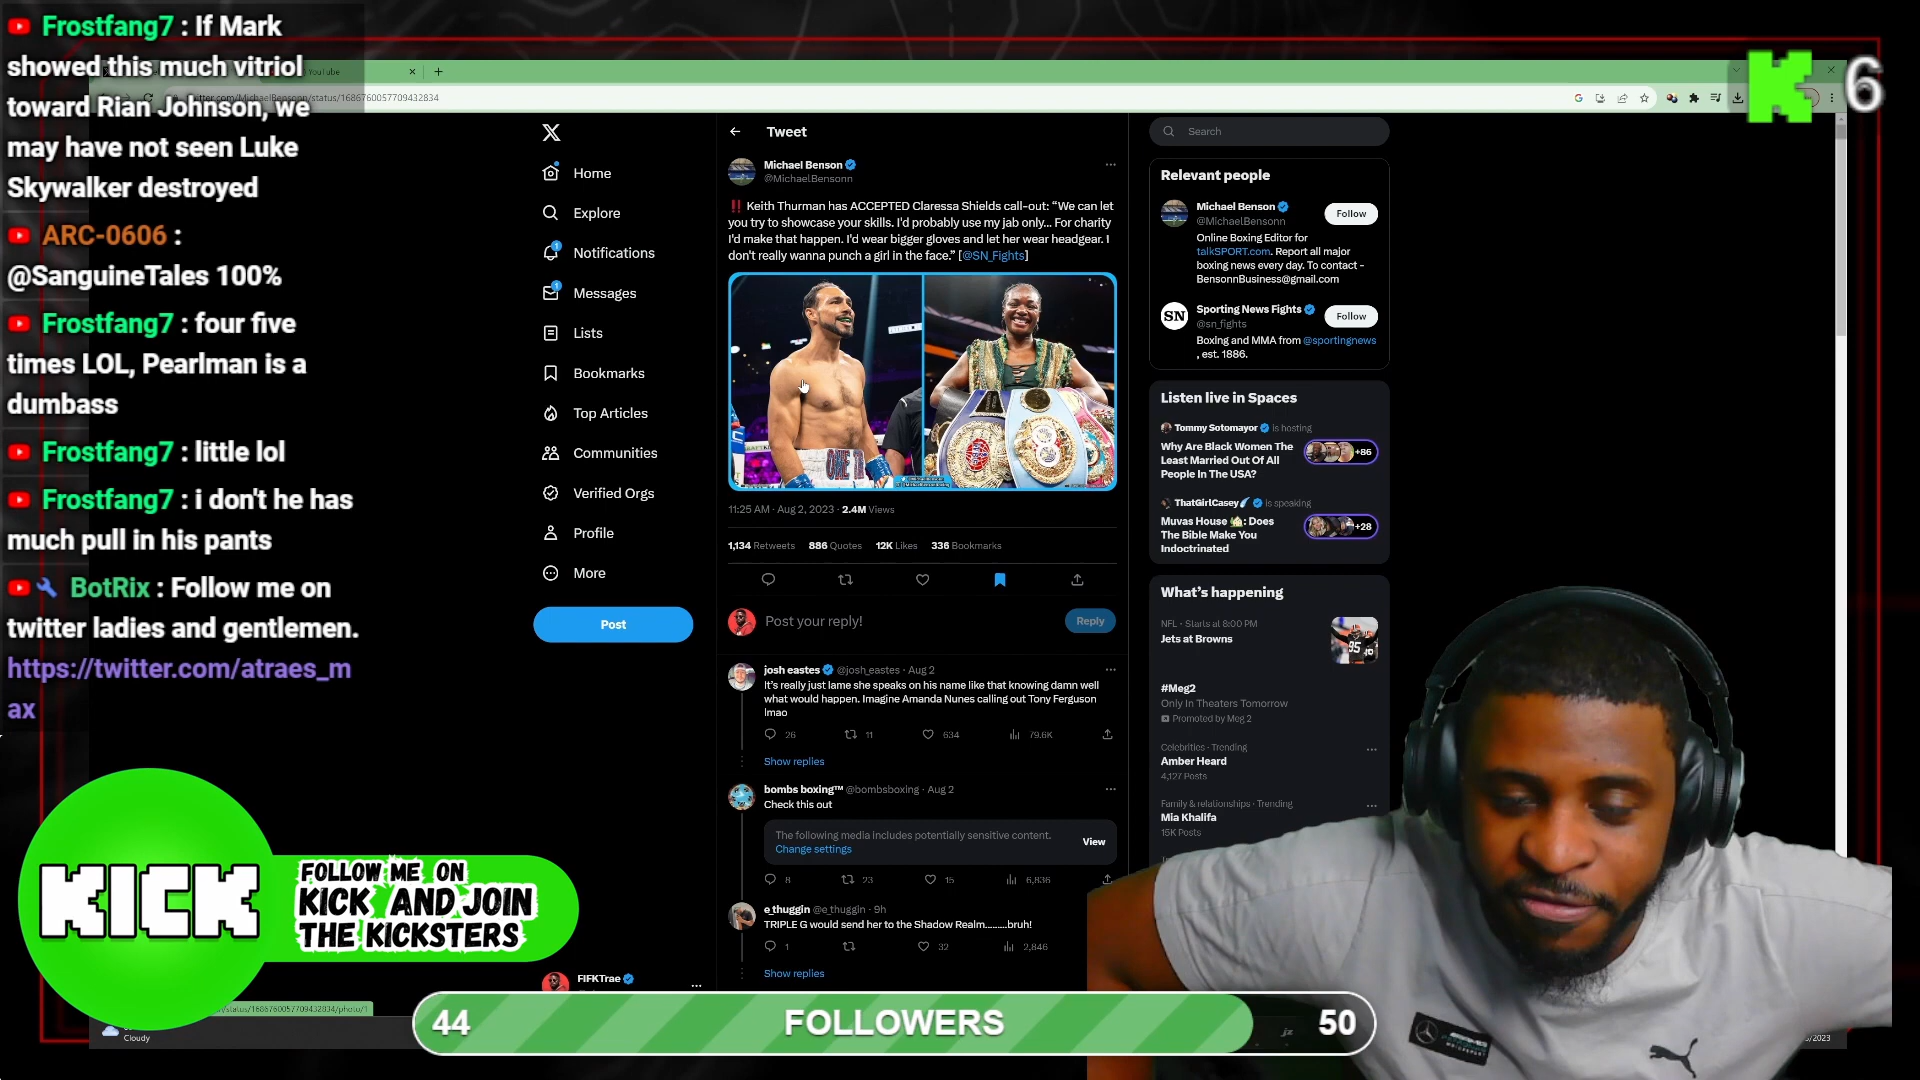 Frostfang7 : If Mark
showed this much vitriol
toward Rian Johnson, we
may have not seen Luke
Skywalker destroyed
ARC-0606 :
@SanguineTales 100%
Frostfang7 : four five
times LOL, Pearlman is a
dumbass
Frostfang7 : little lol
Frostfang7 : i don't he has
much pull in his pants
BotRix : Follow me on
twitter ladies and gentlemen.
https://twitter.com/atraes_m
ax
YouTube
tter.com/MichaelBensonn/status/1686760057709432834
K 6
Home
Explore
Notifications
Messages
Lists
Bookmarks
Top Articles
Communities
Verified Orgs
Profile
More
Post
FIFKTrae
Tweet
Michael Benson
@MichaelBensonn
‼️ Keith Thurman has ACCEPTED Claressa Shields call-out: “We can let
you try to showcase your skills. I'd probably use my jab only... For charity
I'd make that happen. I'd wear bigger gloves and let her wear headgear. I
don't really wanna punch a girl in the face.” [@SN_Fights]
11:25 AM · Aug 2, 2023 · 2.4M Views
1,134 Retweets 886 Quotes 12K Likes 336 Bookmarks
Post your reply!
Reply
josh eastes @josh_eastes · Aug 2
It's really just lame she speaks on his name like that knowing damn well
what would happen. Imagine Amanda Nunes calling out Tony Ferguson
lmao
26 11 634 79.6K
Show replies
bombs boxing™ @bombsboxing · Aug 2
Check this out
The following media includes potentially sensitive content.
Change settings
View
8 23 15 6,836
e_thuggin @e_thuggin · 9h
TRIPLE G would send her to the Shadow Realm.........bruh!
1 32 2,846
Show replies
Search
Relevant people
Michael Benson
@MichaelBensonn
Follow
Online Boxing Editor for
talkSPORT.com. Report all major
boxing news every day. To contact -
BensonnBusiness@gmail.com
Sporting News Fights
@sn_fights
Follow
Boxing and MMA from @sportingnews
, est. 1886.
SN
Listen live in Spaces
Tommy Sotomayor is hosting
Why Are Black Women The
Least Married Out Of All
People In The USA?
+86
ThatGirlCasey is speaking
Muvas House 🏡: Does
The Bible Make You
Indoctrinated
+28
What's happening
NFL · Starts at 8:00 PM
Jets at Browns
#Meg2
Only In Theaters Tomorrow
Promoted by Meg 2
Celebrities · Trending
Amber Heard
4,127 Posts
Family & relationships · Trending
Mia Khalifa
15K Posts
KICK
FOLLOW ME ON
KICK AND JOIN
THE KICKSTERS
/status/1686760057709432834/photo/1
Cloudy
44 FOLLOWERS 50
/2023